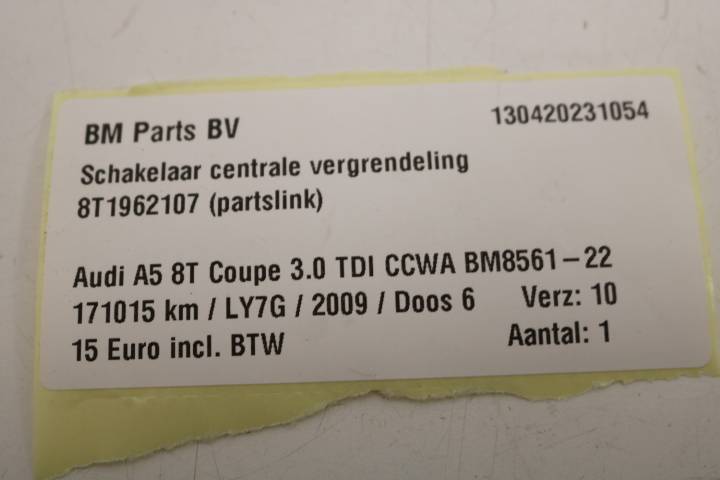 BM Parts BV 130420231054
Schakelaar centrale vergrendeling
8T1962107 (partslink)
Audi A5 8T Coupe 3.0 TDI CCWA BM8561-22
171015 km / LY7G / 2009 / Doos 6 Verz: 10
15 Euro incl. BTW Aantal: 1